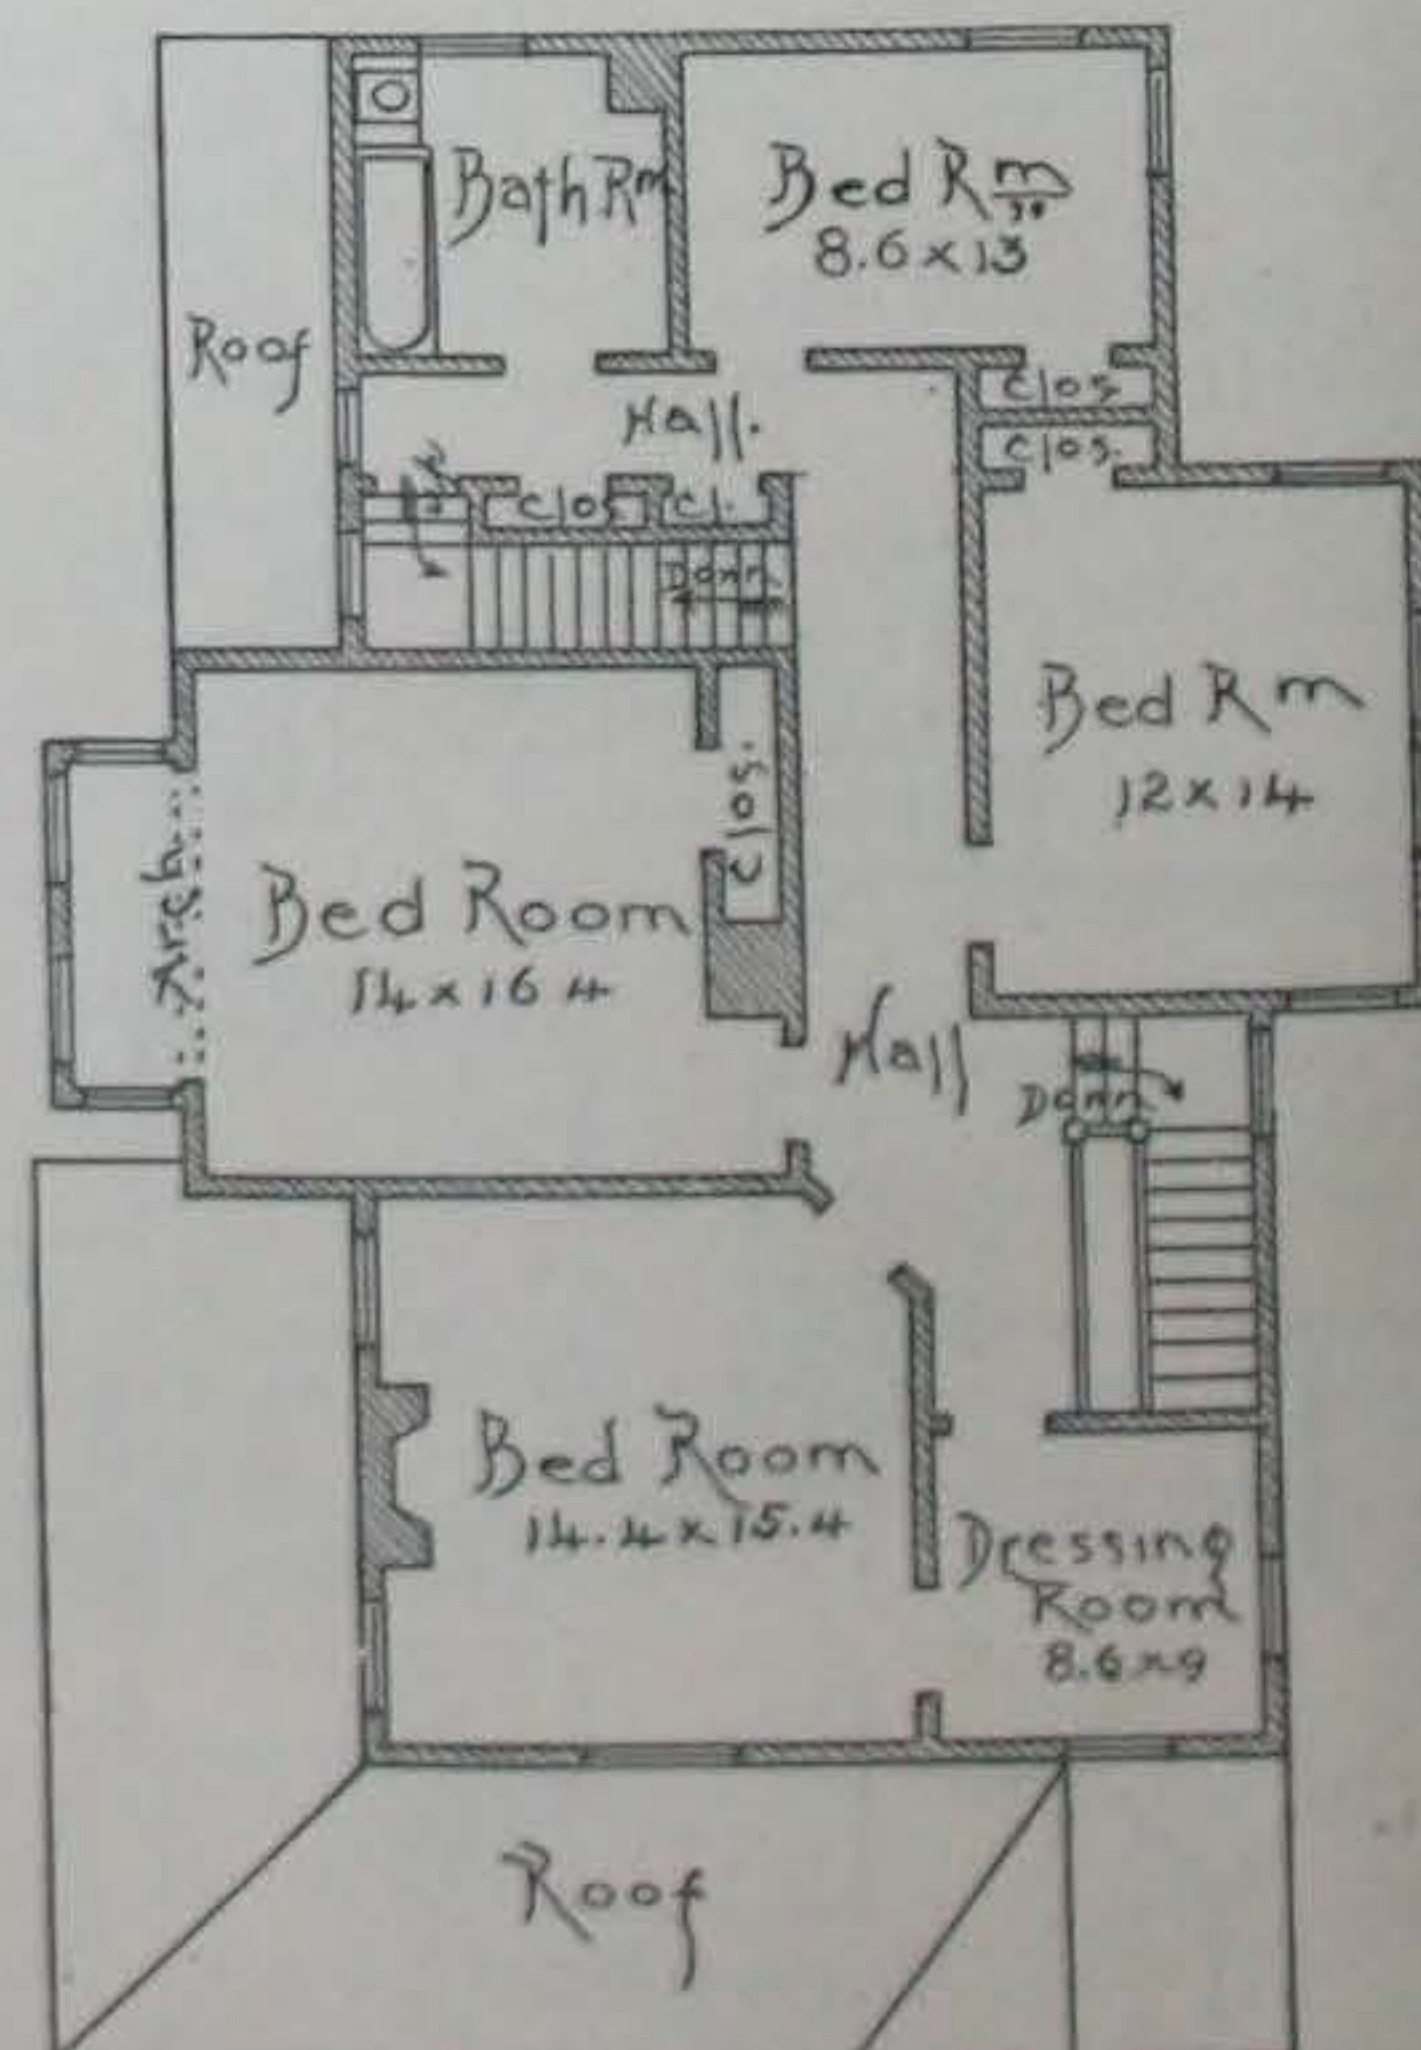 Bath Rm
Bed Rm
8.6 x 13
Roof
Clos
Hall.
Clos.
Clos
Cl.
Down
Bed Rm
12 x 14
Clos.
Arch
Bed Room
14 x 16 4
Hall
Down
Bed Room
14.4 x 15.4
Dressing
Room
8.6 x 9
Roof